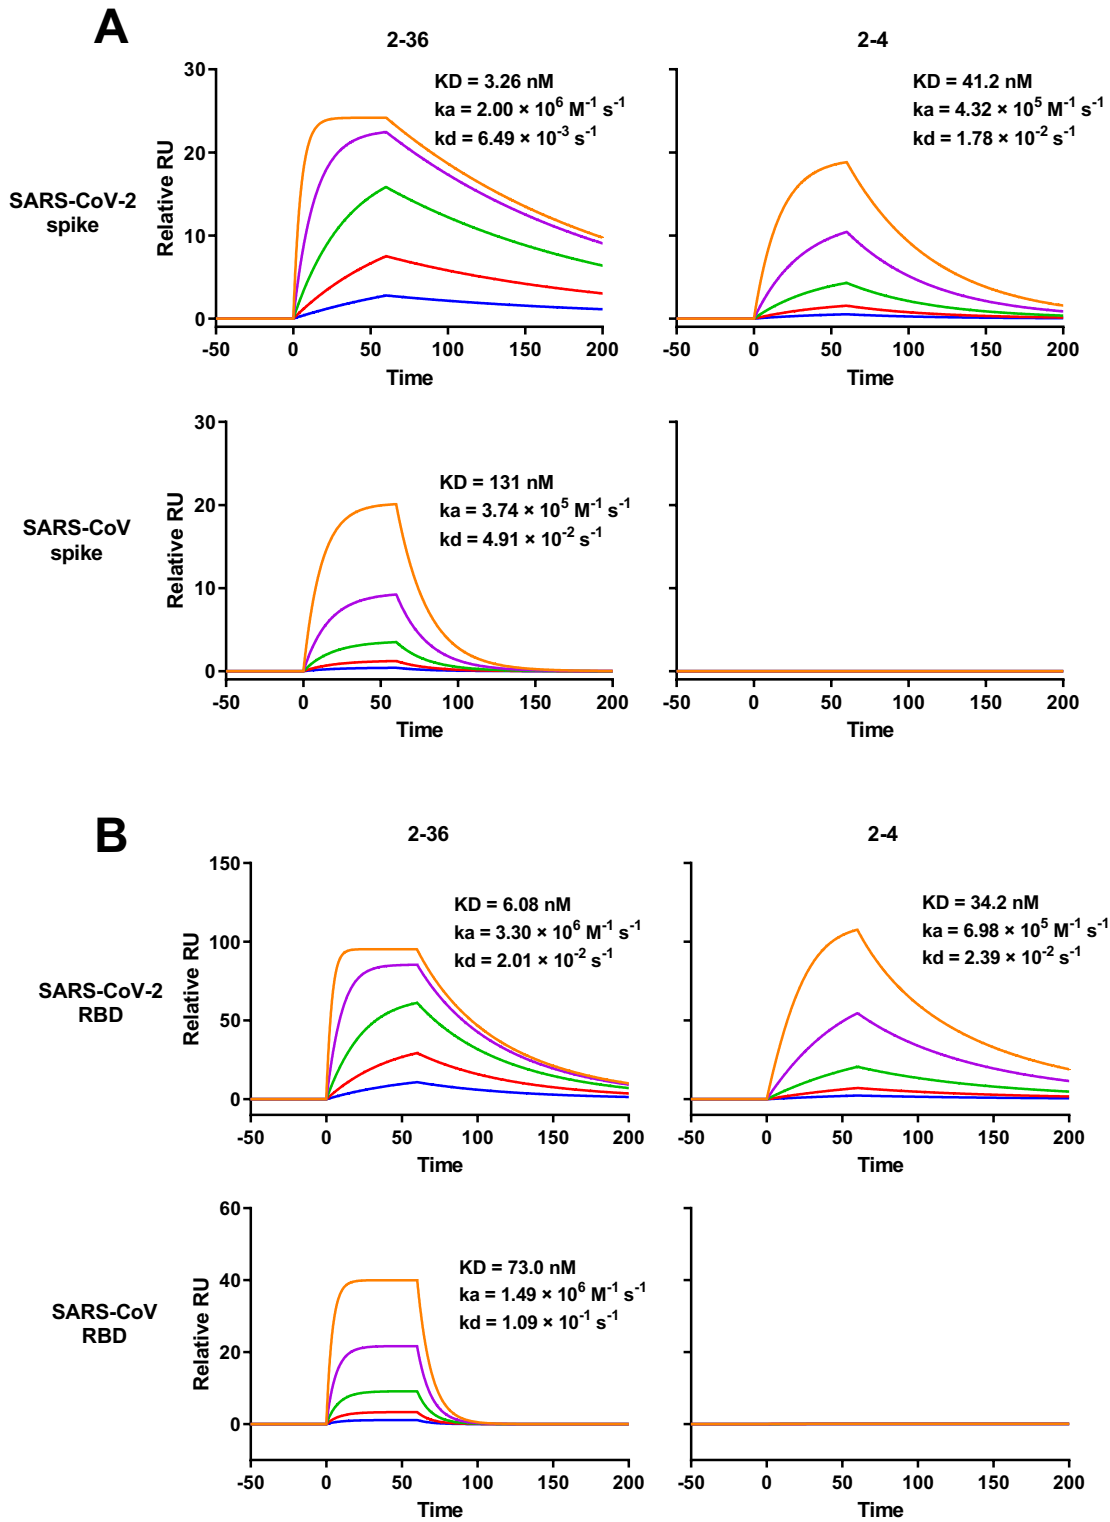 A
2-36
2-4
SARS-CoV-2
spike
Relative RU
30
20
10
0
-50 0 50 100 150 200
Time
KD = 3.26 nM
ka = 2.00 × 10⁶ M⁻¹ s⁻¹
kd = 6.49 × 10⁻³ s⁻¹
-50 0 50 100 150 200
Time
KD = 41.2 nM
ka = 4.32 × 10⁵ M⁻¹ s⁻¹
kd = 1.78 × 10⁻² s⁻¹
SARS-CoV
spike
Relative RU
30
20
10
0
-50 0 50 100 150 200
Time
KD = 131 nM
ka = 3.74 × 10⁵ M⁻¹ s⁻¹
kd = 4.91 × 10⁻² s⁻¹
-50 0 50 100 150 200
Time
B
2-36
2-4
SARS-CoV-2
RBD
Relative RU
150
100
50
0
-50 0 50 100 150 200
Time
KD = 6.08 nM
ka = 3.30 × 10⁶ M⁻¹ s⁻¹
kd = 2.01 × 10⁻² s⁻¹
-50 0 50 100 150 200
Time
KD = 34.2 nM
ka = 6.98 × 10⁵ M⁻¹ s⁻¹
kd = 2.39 × 10⁻² s⁻¹
SARS-CoV
RBD
Relative RU
60
40
20
0
-50 0 50 100 150 200
Time
KD = 73.0 nM
ka = 1.49 × 10⁶ M⁻¹ s⁻¹
kd = 1.09 × 10⁻¹ s⁻¹
-50 0 50 100 150 200
Time